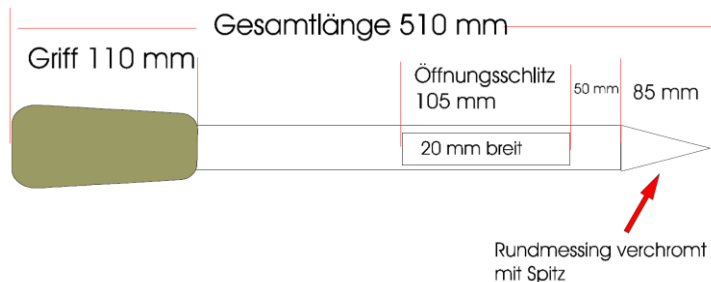 Gesamtlänge 510 mm
Griff 110 mm
Öffnungsschlitz
105 mm
50 mm
85 mm
20 mm breit
Rundmessing verchromt
mit Spitz